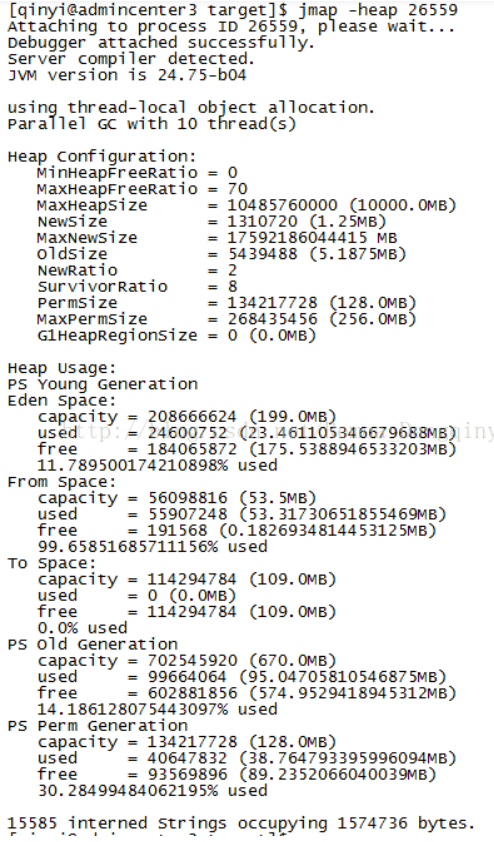 [qinyi@admincenter3 target]$ jmap -heap 26559
Attaching to process ID 26559, please wait...
Debugger attached successfully.
Server compiler detected.
JVM version is 24.75-b04

using thread-local object allocation.
Parallel GC with 10 thread(s)

Heap Configuration:
   MinHeapFreeRatio = 0
   MaxHeapFreeRatio = 70
   MaxHeapSize      = 10485760000 (10000.0MB)
   NewSize          = 1310720 (1.25MB)
   MaxNewSize       = 17592186044415 MB
   OldSize          = 5439488 (5.1875MB)
   NewRatio         = 2
   SurvivorRatio    = 8
   PermSize         = 134217728 (128.0MB)
   MaxPermSize      = 268435456 (256.0MB)
   G1HeapRegionSize = 0 (0.0MB)

Heap Usage:
PS Young Generation
Eden Space:
   capacity = 208666624 (199.0MB)
   used     = 24600752 (23.461105346679688MB)
   free     = 184065872 (175.5388946533203MB)
   11.789500174210898% used
From Space:
   capacity = 56098816 (53.5MB)
   used     = 55907248 (53.31730651855469MB)
   free     = 191568 (0.1826934814453125MB)
   99.65851685711156% used
To Space:
   capacity = 114294784 (109.0MB)
   used     = 0 (0.0MB)
   free     = 114294784 (109.0MB)
   0.0% used
PS Old Generation
   capacity = 702545920 (670.0MB)
   used     = 99664064 (95.04705810546875MB)
   free     = 602881856 (574.9529418945312MB)
   14.186128075443097% used
PS Perm Generation
   capacity = 134217728 (128.0MB)
   used     = 40647832 (38.764793395996094MB)
   free     = 93569896 (89.2352066040039MB)
   30.28499484062195% used

15585 interned Strings occupying 1574736 bytes.